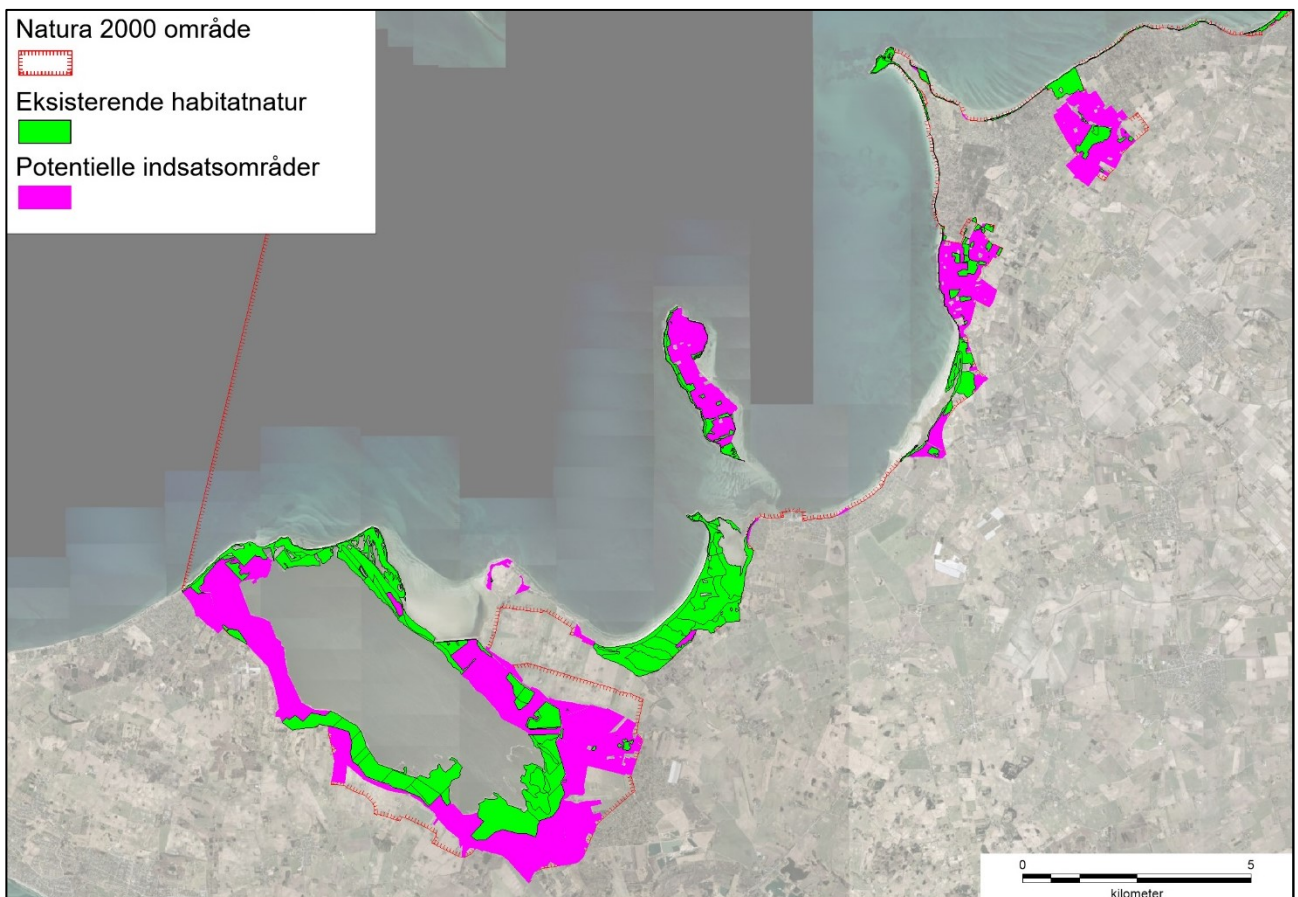 Natura 2000 område
Eksisterende habitatnatur
Potentielle indsatsområder
0 5
kilometer